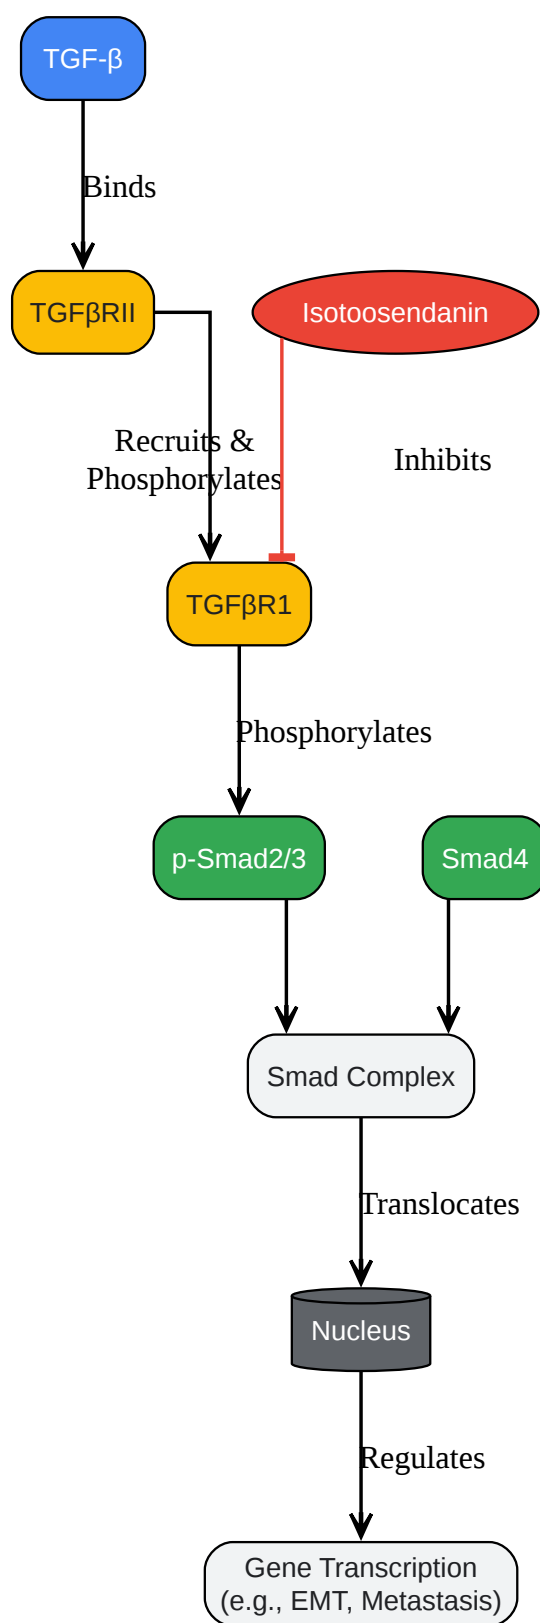 TGF-β
Binds
TGFβRII
Isotoosendanin
Recruits &
Phosphorylates
Inhibits
TGFβR1
Phosphorylates
p-Smad2/3
Smad4
Smad Complex
Translocates
Nucleus
Regulates
Gene Transcription
(e.g., EMT, Metastasis)